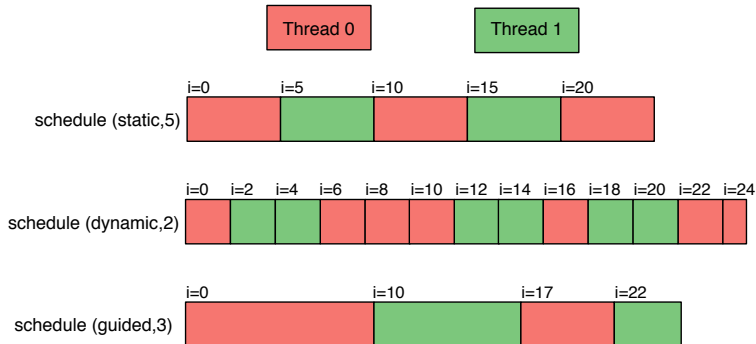 Thread 0 Thread 1
i=0 i=5 i=10 i=15 i=20
schedule (static,5)
i=0 i=2 i=4 i=6 i=8 i=10 i=12 i=14 i=16 i=18 i=20 i=22 i=24
schedule (dynamic,2)
i=0 i=10 i=17 i=22
schedule (guided,3)